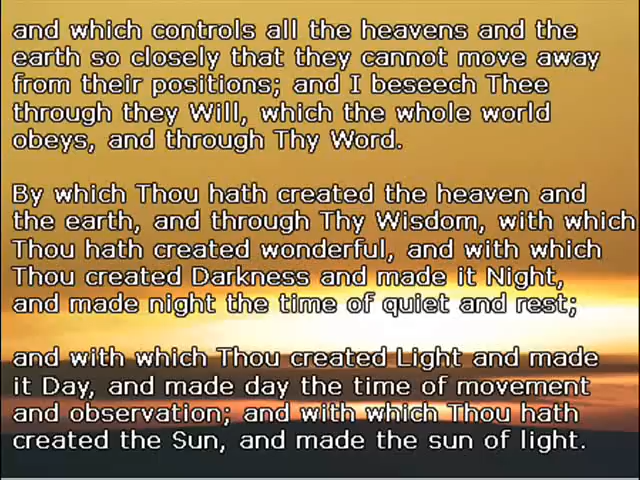 and which controls all the heavens and the
earth so closely that they cannot move away
from their positions; and I beseech Thee
through they Will, which the whole world
obeys, and through Thy Word.
By which Thou hath created the heaven and
the earth, and through Thy Wisdom, with which
Thou hath created wonderful, and with which
Thou created Darkness and made it Night,
and made night the time of quiet and rest;
and with which Thou created Light and made
it Day, and made day the time of movement
and observation; and with which Thou hath
created the Sun, and made the sun of light.